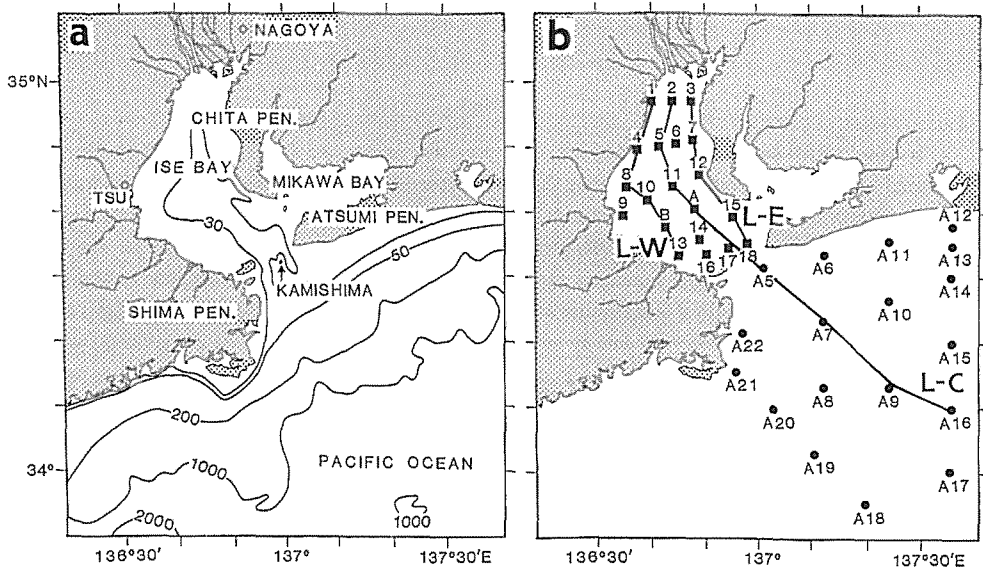 a
NAGOYA
35°N
CHITA PEN.
ISE BAY
MIKAWA BAY
TSU
ATSUMI PEN.
30
50
KAMISHIMA
SHIMA PEN.
200
1000
34°
PACIFIC OCEAN
2000
1000
136°30'
137°
137°30'E
b
1 2 3
4 5 6 7
8 10 11 12
9 B A 15 L-E
L-W 13 14 16 17 18
A12
A11 A13
A5 A6 A14
A10
A22 A7 A15
A21 L-C
A20 A8 A9 A16
A19 A17
A18
136°30'
137°
137°30'E